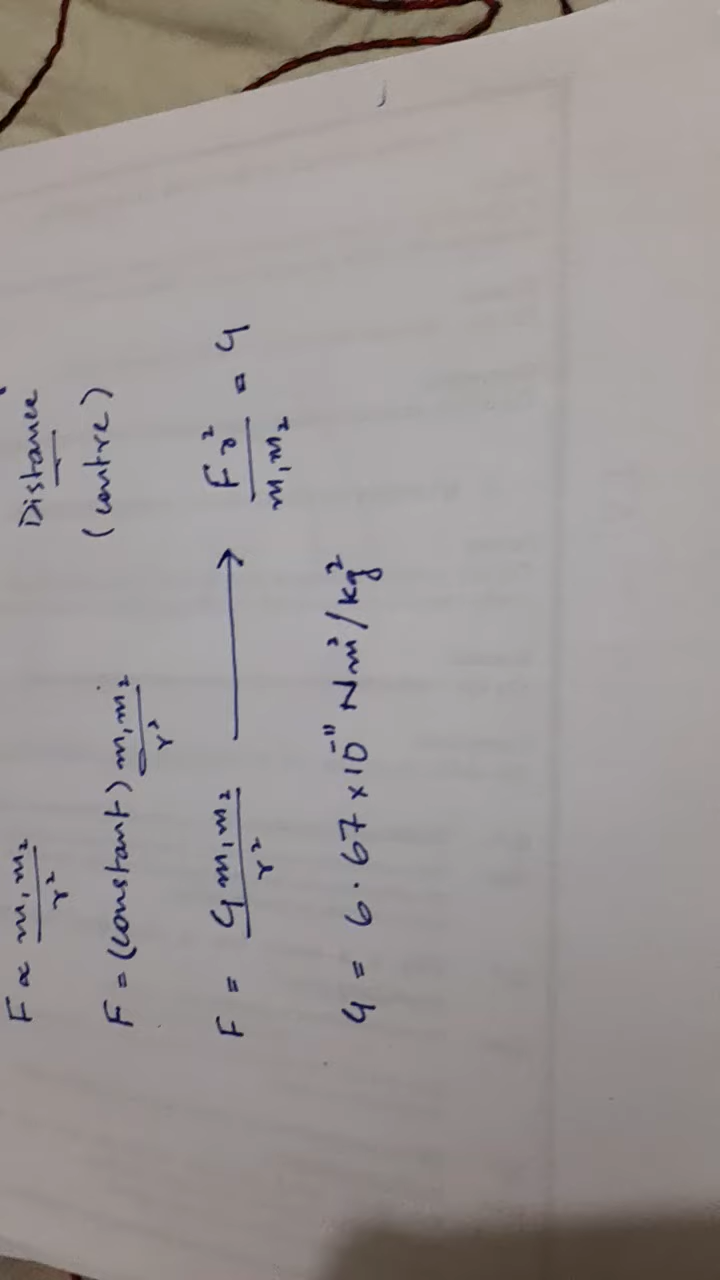 F ∝ m₁m₂/r² Distance
F = (constant) m₁m₂/r² (centre)
F = Gm₁m₂/r² ⟶ Fr²/m₁m₂ = G
G = 6.67 × 10⁻¹¹ Nm²/kg²